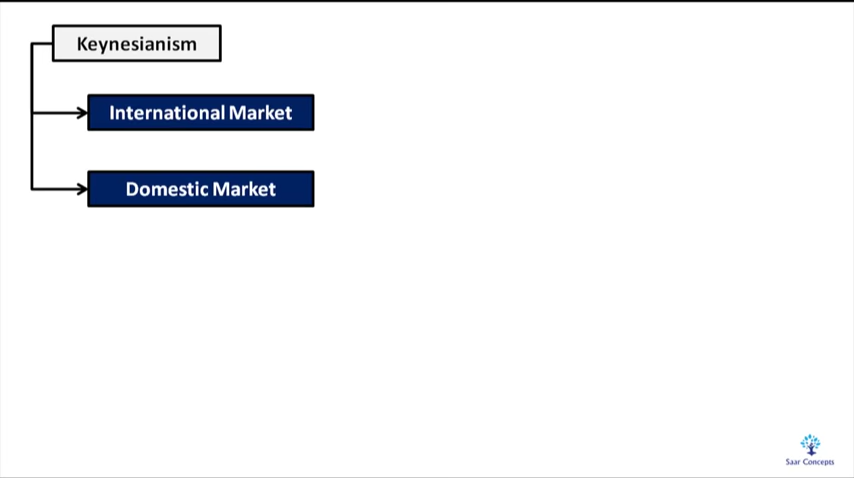 Keynesianism
International Market
Domestic Market
Saar Concepts